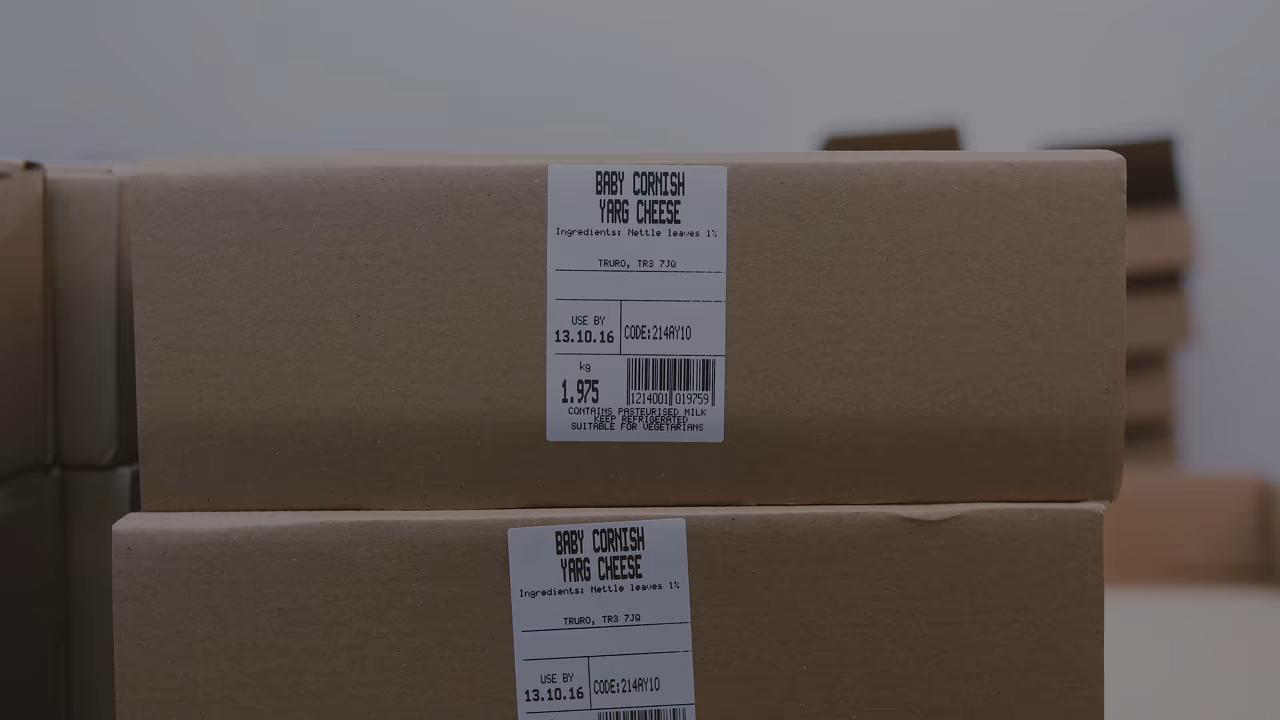 BABY CORNISH
YARG CHEESE
Ingredients: Nettle leaves 1%
TRURO, TR3 7JQ
USE BY
13.10.16
CODE:214AY10
kg
1.975
1214001 019759
CONTAINS PASTEURISED MILK
KEEP REFRIGERATED
SUITABLE FOR VEGETARIANS
BABY CORNISH
YARG CHEESE
Ingredients: Nettle leaves 1%
TRURO, TR3 7JQ
USE BY
13.10.16
CODE:214AY10